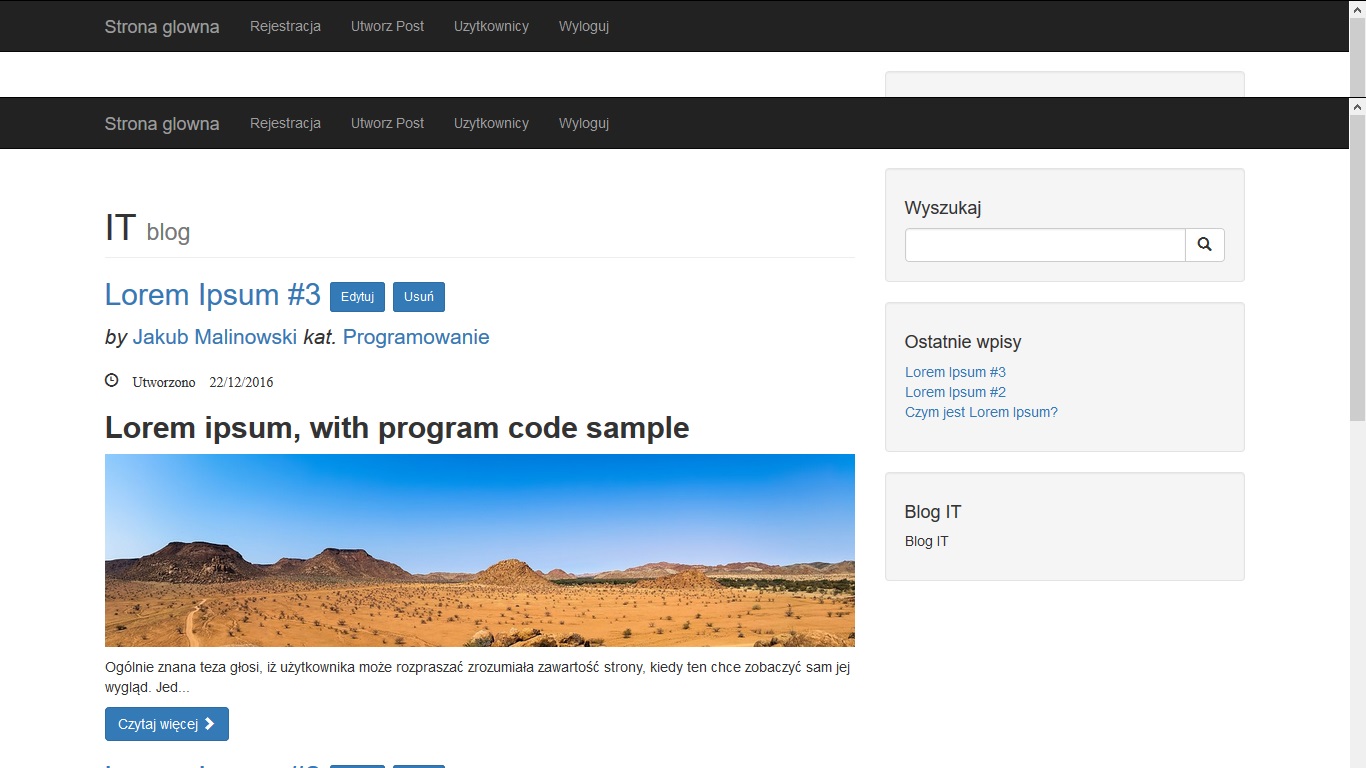 Strona glowna Rejestracja Utworz Post Uzytkownicy Wyloguj
Strona glowna Rejestracja Utworz Post Uzytkownicy Wyloguj
IT blog
Lorem Ipsum #3 Edytuj Usuń
by Jakub Malinowski kat. Programowanie
Utworzono 22/12/2016
Lorem ipsum, with program code sample
Ogólnie znana teza głosi, iż użytkownika może rozpraszać zrozumiała zawartość strony, kiedy ten chce zobaczyć sam jej
wygląd. Jed...
Czytaj więcej
Wyszukaj
Ostatnie wpisy
Lorem Ipsum #3
Lorem Ipsum #2
Czym jest Lorem Ipsum?
Blog IT
Blog IT